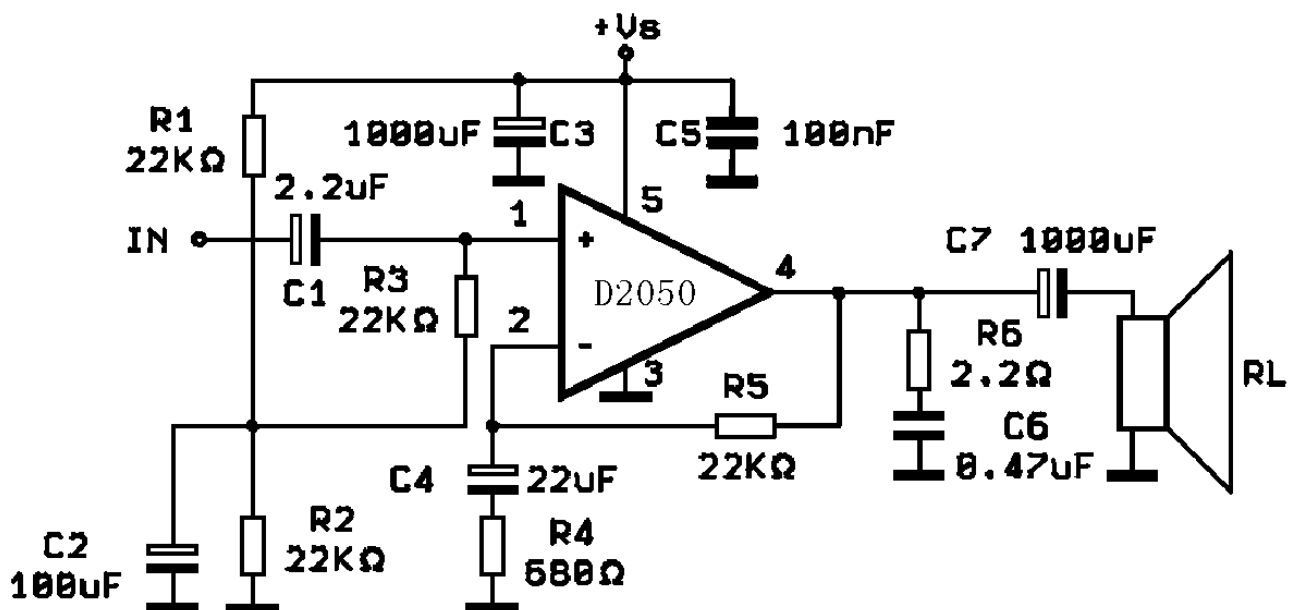 +Vs
R1
22KΩ
1000uF
C3
C5
100nF
2.2uF
1
5
IN
+
C1
R3
22KΩ
D2050
4
C7 1000uF
2
-
3
R6
2.2Ω
RL
R5
22KΩ
C6
0.47uF
C4
22uF
R4
680Ω
R2
22KΩ
C2
100uF